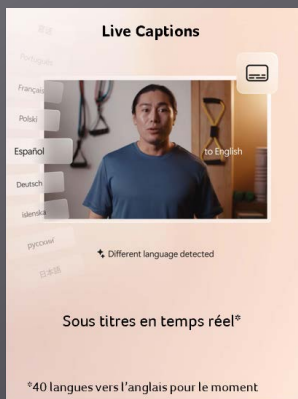 Live Captions
Português
Français
Polski
Español
to English
Deutsch
íslenska
русский
日本語
Different language detected
Sous titres en temps réel*
*40 langues vers l'anglais pour le moment